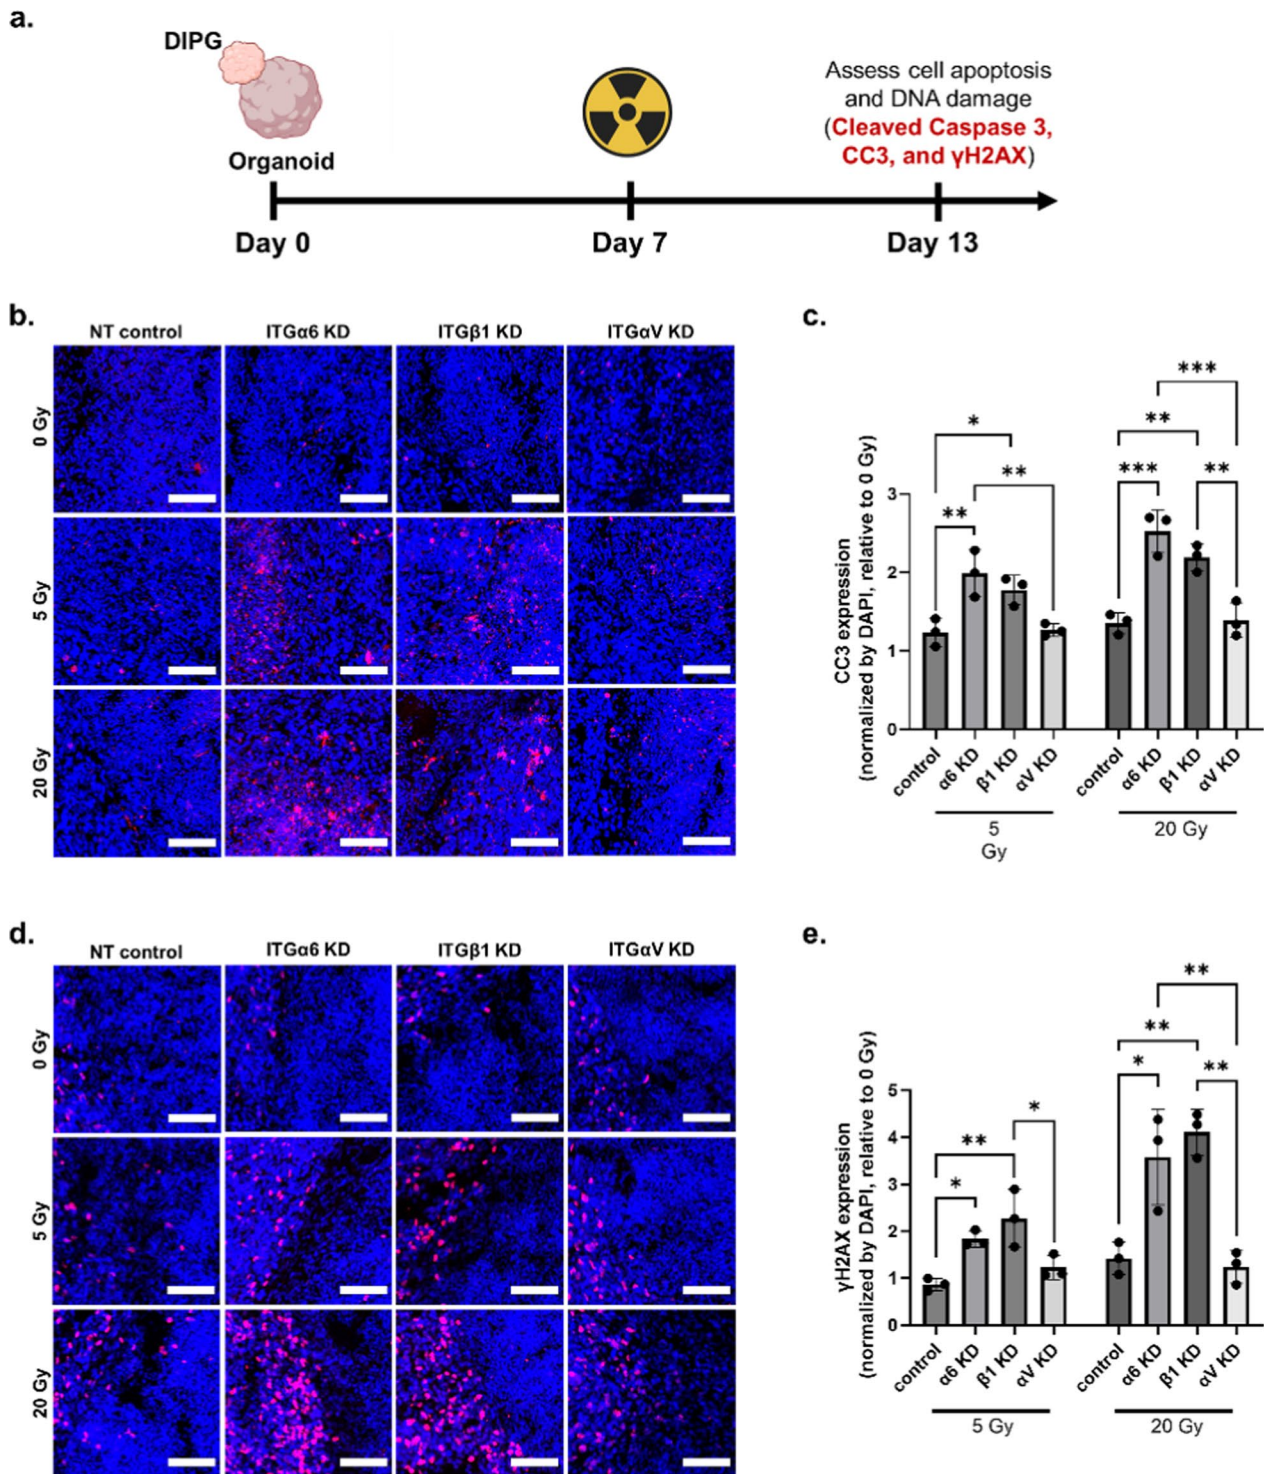 a.
DIPG
Organoid
Assess cell apoptosis
and DNA damage
(Cleaved Caspase 3,
CC3, and γH2AX)
Day 0
Day 7
Day 13
b.
NT control
ITGα6 KD
ITGβ1 KD
ITGαV KD
0 Gy
5 Gy
20 Gy
c.
CC3 expression
(normalized by DAPI, relative to 0 Gy)
3
2
1
0
*
**
**
***
**
***
**
control
α6 KD
β1 KD
αV KD
control
α6 KD
β1 KD
αV KD
5
Gy
20 Gy
d.
NT control
ITGα6 KD
ITGβ1 KD
ITGαV KD
0 Gy
5 Gy
20 Gy
e.
γH2AX expression
(normalized by DAPI, relative to 0 Gy)
5
4
3
2
1
0
*
**
*
**
**
*
**
control
α6 KD
β1 KD
αV KD
control
α6 KD
β1 KD
αV KD
5 Gy
20 Gy